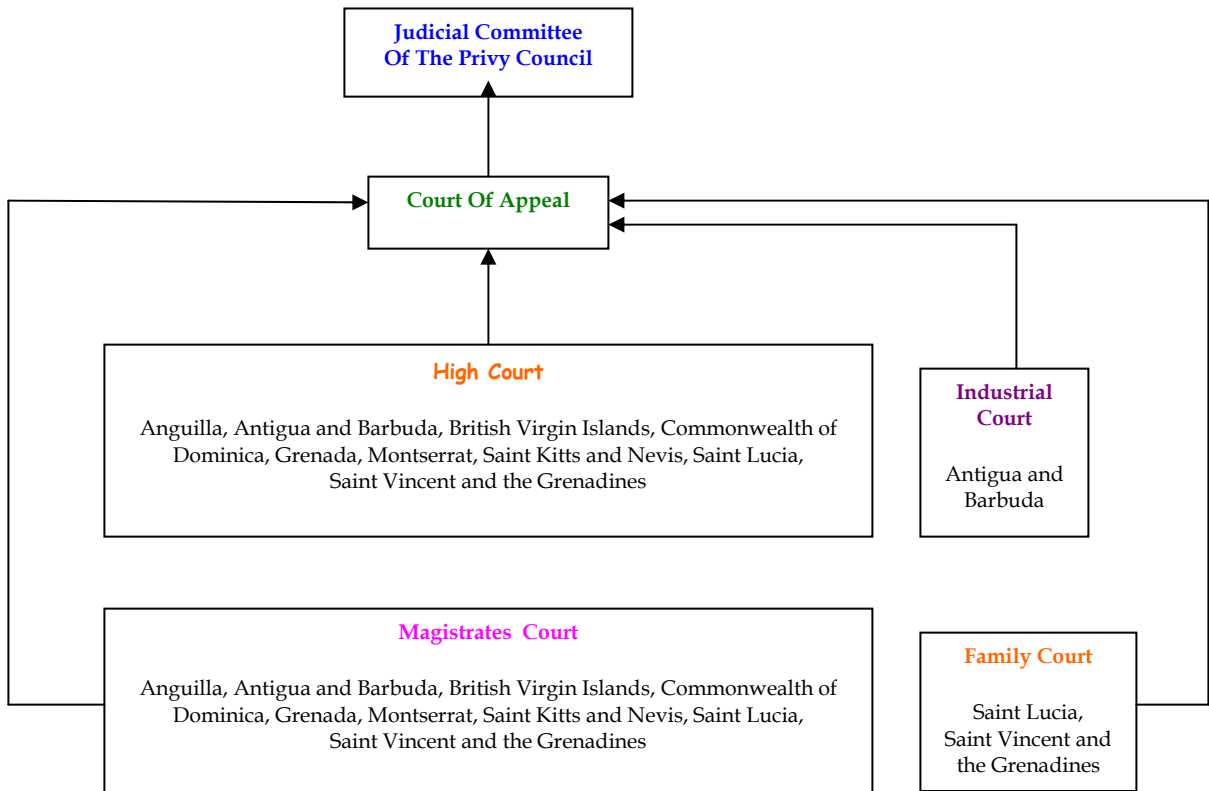 Judicial Committee
Of The Privy Council
Court Of Appeal
High Court
Anguilla, Antigua and Barbuda, British Virgin Islands, Commonwealth of
Dominica, Grenada, Montserrat, Saint Kitts and Nevis, Saint Lucia,
Saint Vincent and the Grenadines
Industrial
Court
Antigua and
Barbuda
Magistrates Court
Anguilla, Antigua and Barbuda, British Virgin Islands, Commonwealth of
Dominica, Grenada, Montserrat, Saint Kitts and Nevis, Saint Lucia,
Saint Vincent and the Grenadines
Family Court
Saint Lucia,
Saint Vincent and
the Grenadines